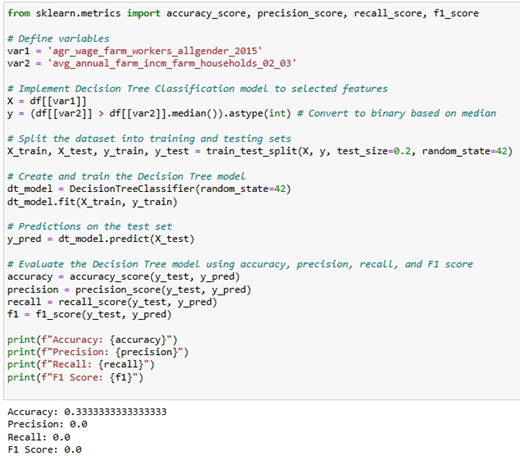 from sklearn.metrics import accuracy_score, precision_score, recall_score, f1_score
# Define variables
var1 = 'agr_wage_farm_workers_allgender_2015'
var2 = 'avg_annual_farm_incm_farm_households_02_03'
# Implement Decision Tree Classification model to selected features
X = df[[var1]]
y = (df[[var2]] > df[[var2]].median()).astype(int) # Convert to binary based on median
# Split the dataset into training and testing sets
X_train, X_test, y_train, y_test = train_test_split(X, y, test_size=0.2, random_state=42)
# Create and train the Decision Tree model
dt_model = DecisionTreeClassifier(random_state=42)
dt_model.fit(X_train, y_train)
# Predictions on the test set
y_pred = dt_model.predict(X_test)
# Evaluate the Decision Tree model using accuracy, precision, recall, and F1 score
accuracy = accuracy_score(y_test, y_pred)
precision = precision_score(y_test, y_pred)
recall = recall_score(y_test, y_pred)
f1 = f1_score(y_test, y_pred)
print(f"Accuracy: {accuracy}")
print(f"Precision: {precision}")
print(f"Recall: {recall}")
print(f"F1 Score: {f1}")
Accuracy: 0.3333333333333333
Precision: 0.0
Recall: 0.0
F1 Score: 0.0